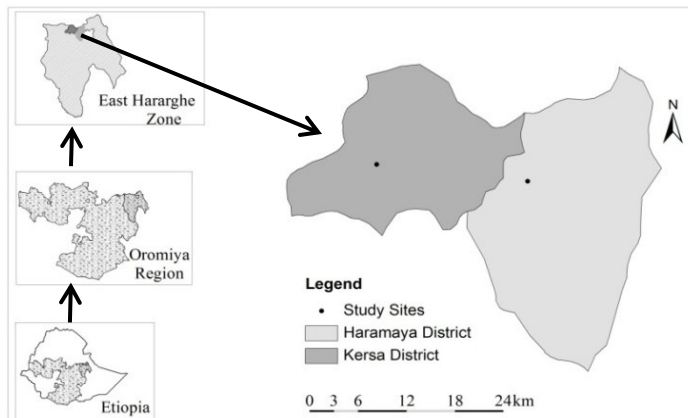 East Hararghe
Zone
Oromiya
Region
Etiopia
N
Legend
Study Sites
Haramaya District
Kersa District
0 3 6 12 18 24km